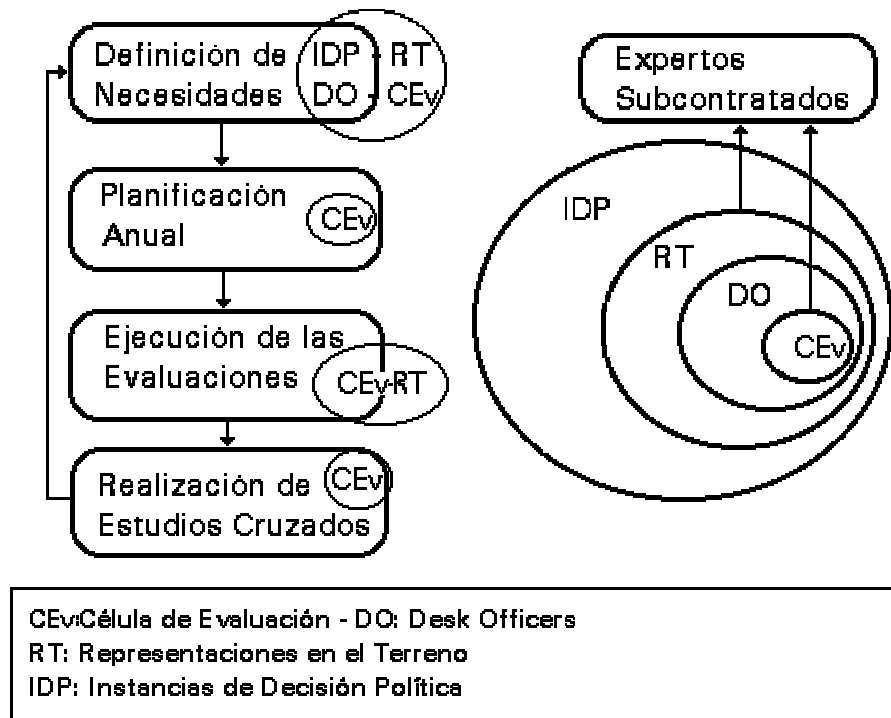 Definición de
Necesidades
IDP - RT
DO - CEv
Planificación
Anual
CEv
Ejecución de las
Evaluaciones
CEv-RT
Realización de
Estudios Cruzados
CEv
Expertos
Subcontratados
IDP
RT
DO
CEv
CEv:Célula de Evaluación - DO: Desk Officers
RT: Representaciones en el Terreno
IDP: Instancias de Decisión Política